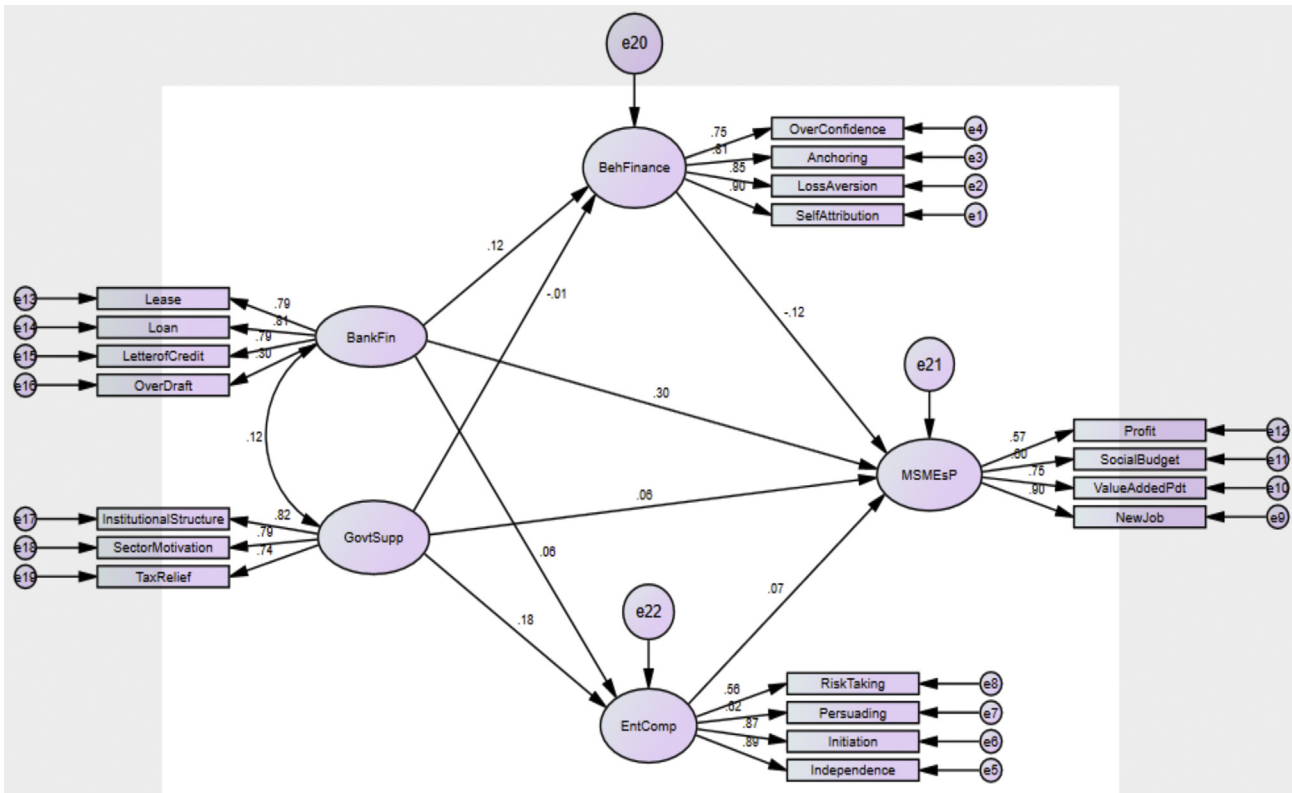 e20
.75
OverConfidence
e4
.81
Anchoring
e3
BehFinance
.85
LossAversion
e2
.90
SelfAttribution
e1
.12
-.01
e13
Lease
.79
e14
Loan
.81
BankFin
e15
LetterofCredit
.79
e16
OverDraft
.30
-.12
e21
.30
.12
Profit
e12
.57
SocialBudget
e11
.60
MSMEsP
.75
ValueAddedPdt
e10
.90
NewJob
e9
.06
e17
InstitutionalStructure
.82
e18
SectorMotivation
.79
GovtSupp
e19
TaxRelief
.74
.06
.07
.18
e22
.56
RiskTaking
e8
.62
Persuading
e7
EntComp
.87
Initiation
e6
.89
Independence
e5